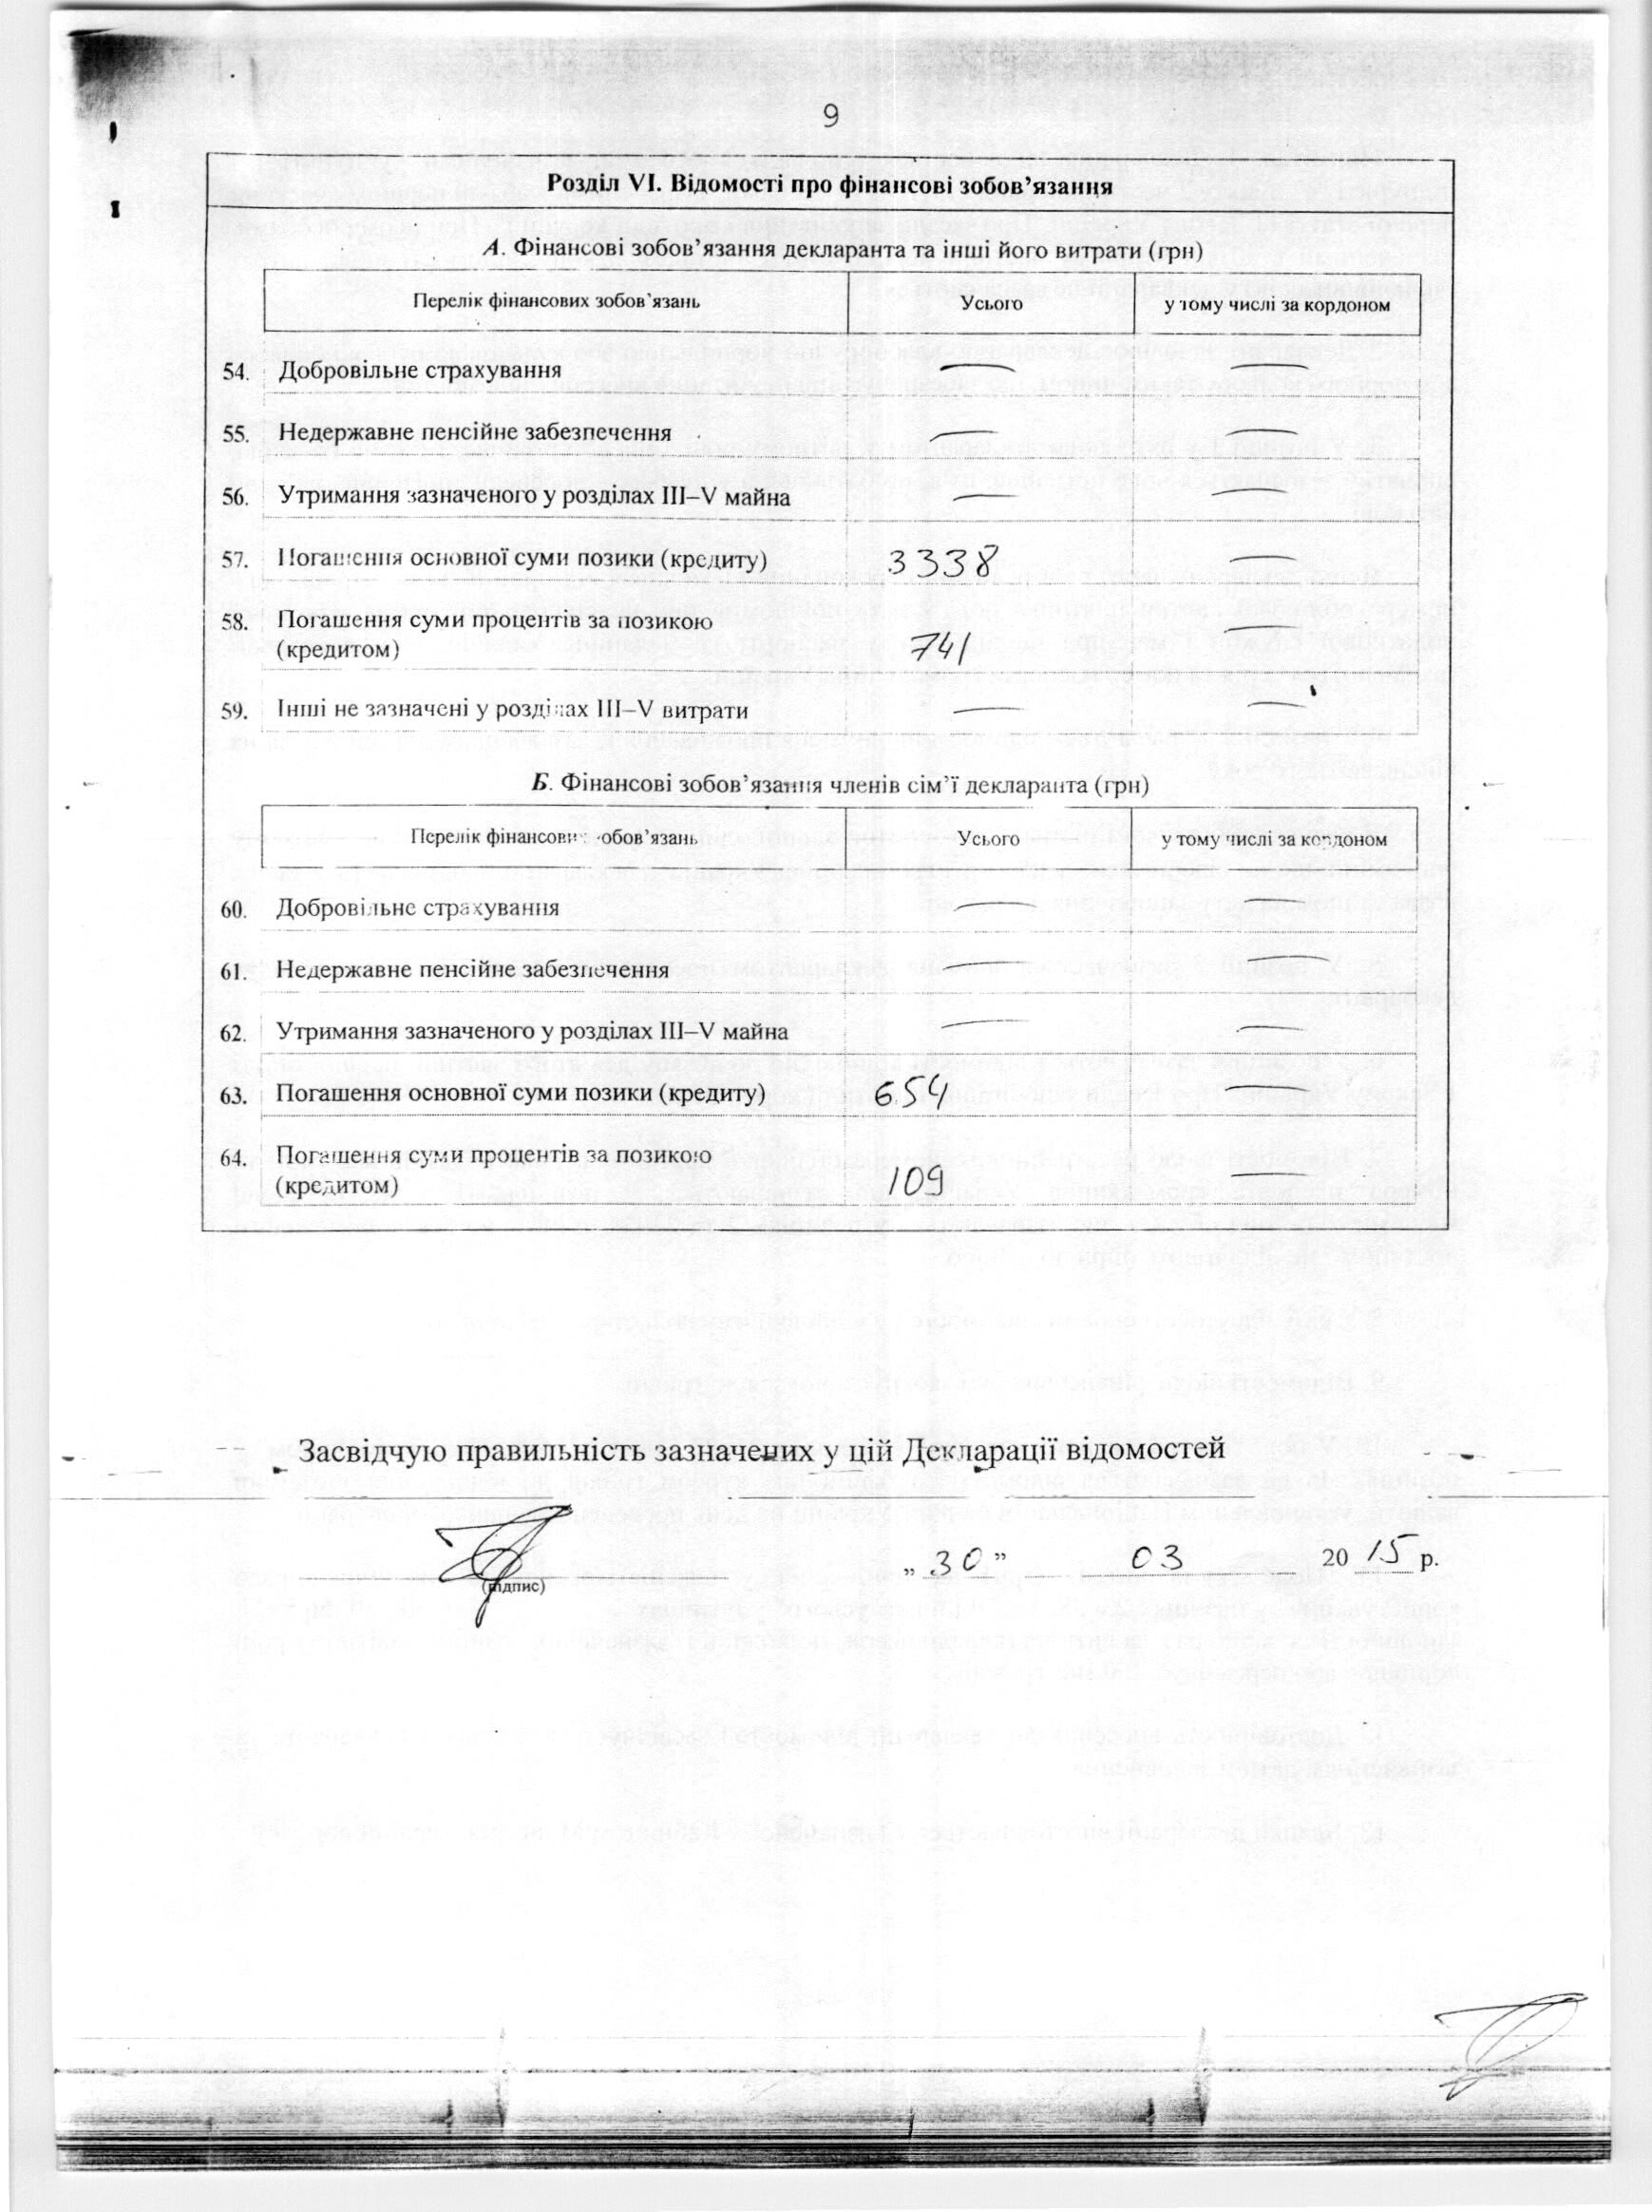 9
Розділ VI. Відомості про фінансові зобов’язання
А. Фінансові зобов’язання декларанта та інші його витрати (грн)
Перелік фінансових зобов’язань Усього у тому числі за кордоном
54. Добровільне страхування — —
55. Недержавне пенсійне забезпечення — —
56. Утримання зазначеного у розділах III–V майна — —
57. Погашення основної суми позики (кредиту) 3338 —
58. Погашення суми процентів за позикою
(кредитом) 741 —
59. Інші не зазначені у розділах III–V витрати — —
Б. Фінансові зобов’язання членів сім’ї декларанта (грн)
Перелік фінансових зобов’язань Усього у тому числі за кордоном
60. Добровільне страхування — —
61. Недержавне пенсійне забезпечення — —
62. Утримання зазначеного у розділах III–V майна — —
63. Погашення основної суми позики (кредиту) 654 —
64. Погашення суми процентів за позикою
(кредитом) 109 —
Засвідчую правильність зазначених у цій Декларації відомостей
„ 30 ” 03 20 15 р.
(підпис)